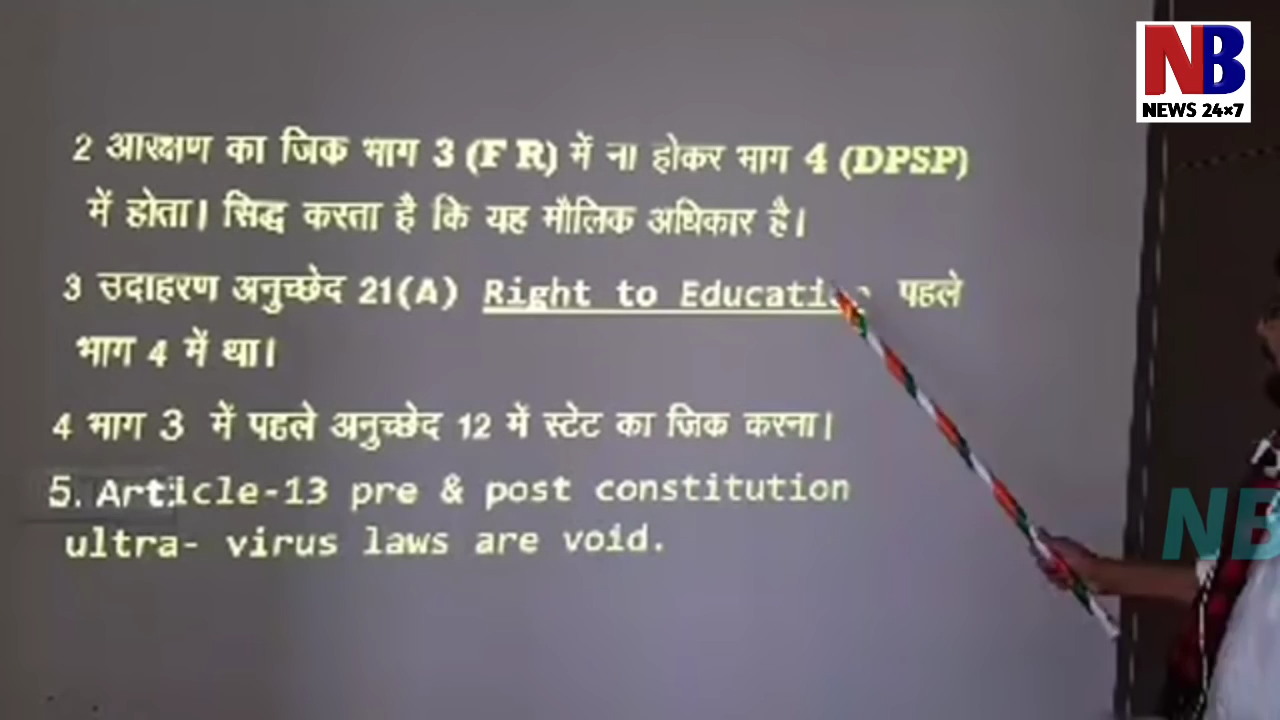 NB
NEWS 24×7
2 आरक्षण का जिक भाग 3 (F R) में ना होकर भाग 4 (DPSP)
में होता। सिद्ध करता है कि यह मौलिक अधिकार है।
3 उदाहरण अनुच्छेद 21(A) Right to Education पहले
भाग 4 में था।
4 भाग 3 में पहले अनुच्छेद 12 में स्टेट का जिक करना।
5. Article-13 pre & post constitution
ultra- virus laws are void.
NB